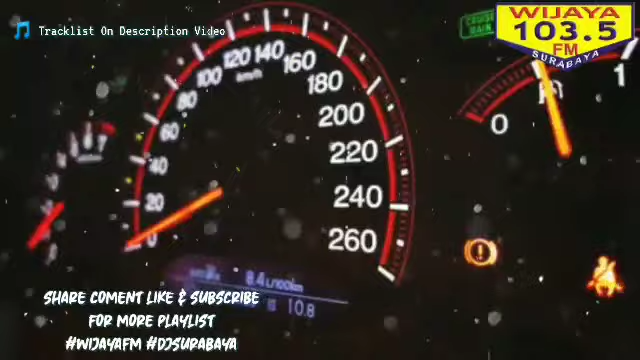 Tracklist On Description Video
CRUISE
MAIN
WIJAYA
103.5
FM
SURABAYA
0
20
40
60
80
100
120
140
160
180
200
220
240
260
km/h
0
1
8.4 L/100km
10.8
SHARE COMENT LIKE & SUBSCRIBE
FOR MORE PLAYLIST
#WIJAYAFM #DJSURABAYA